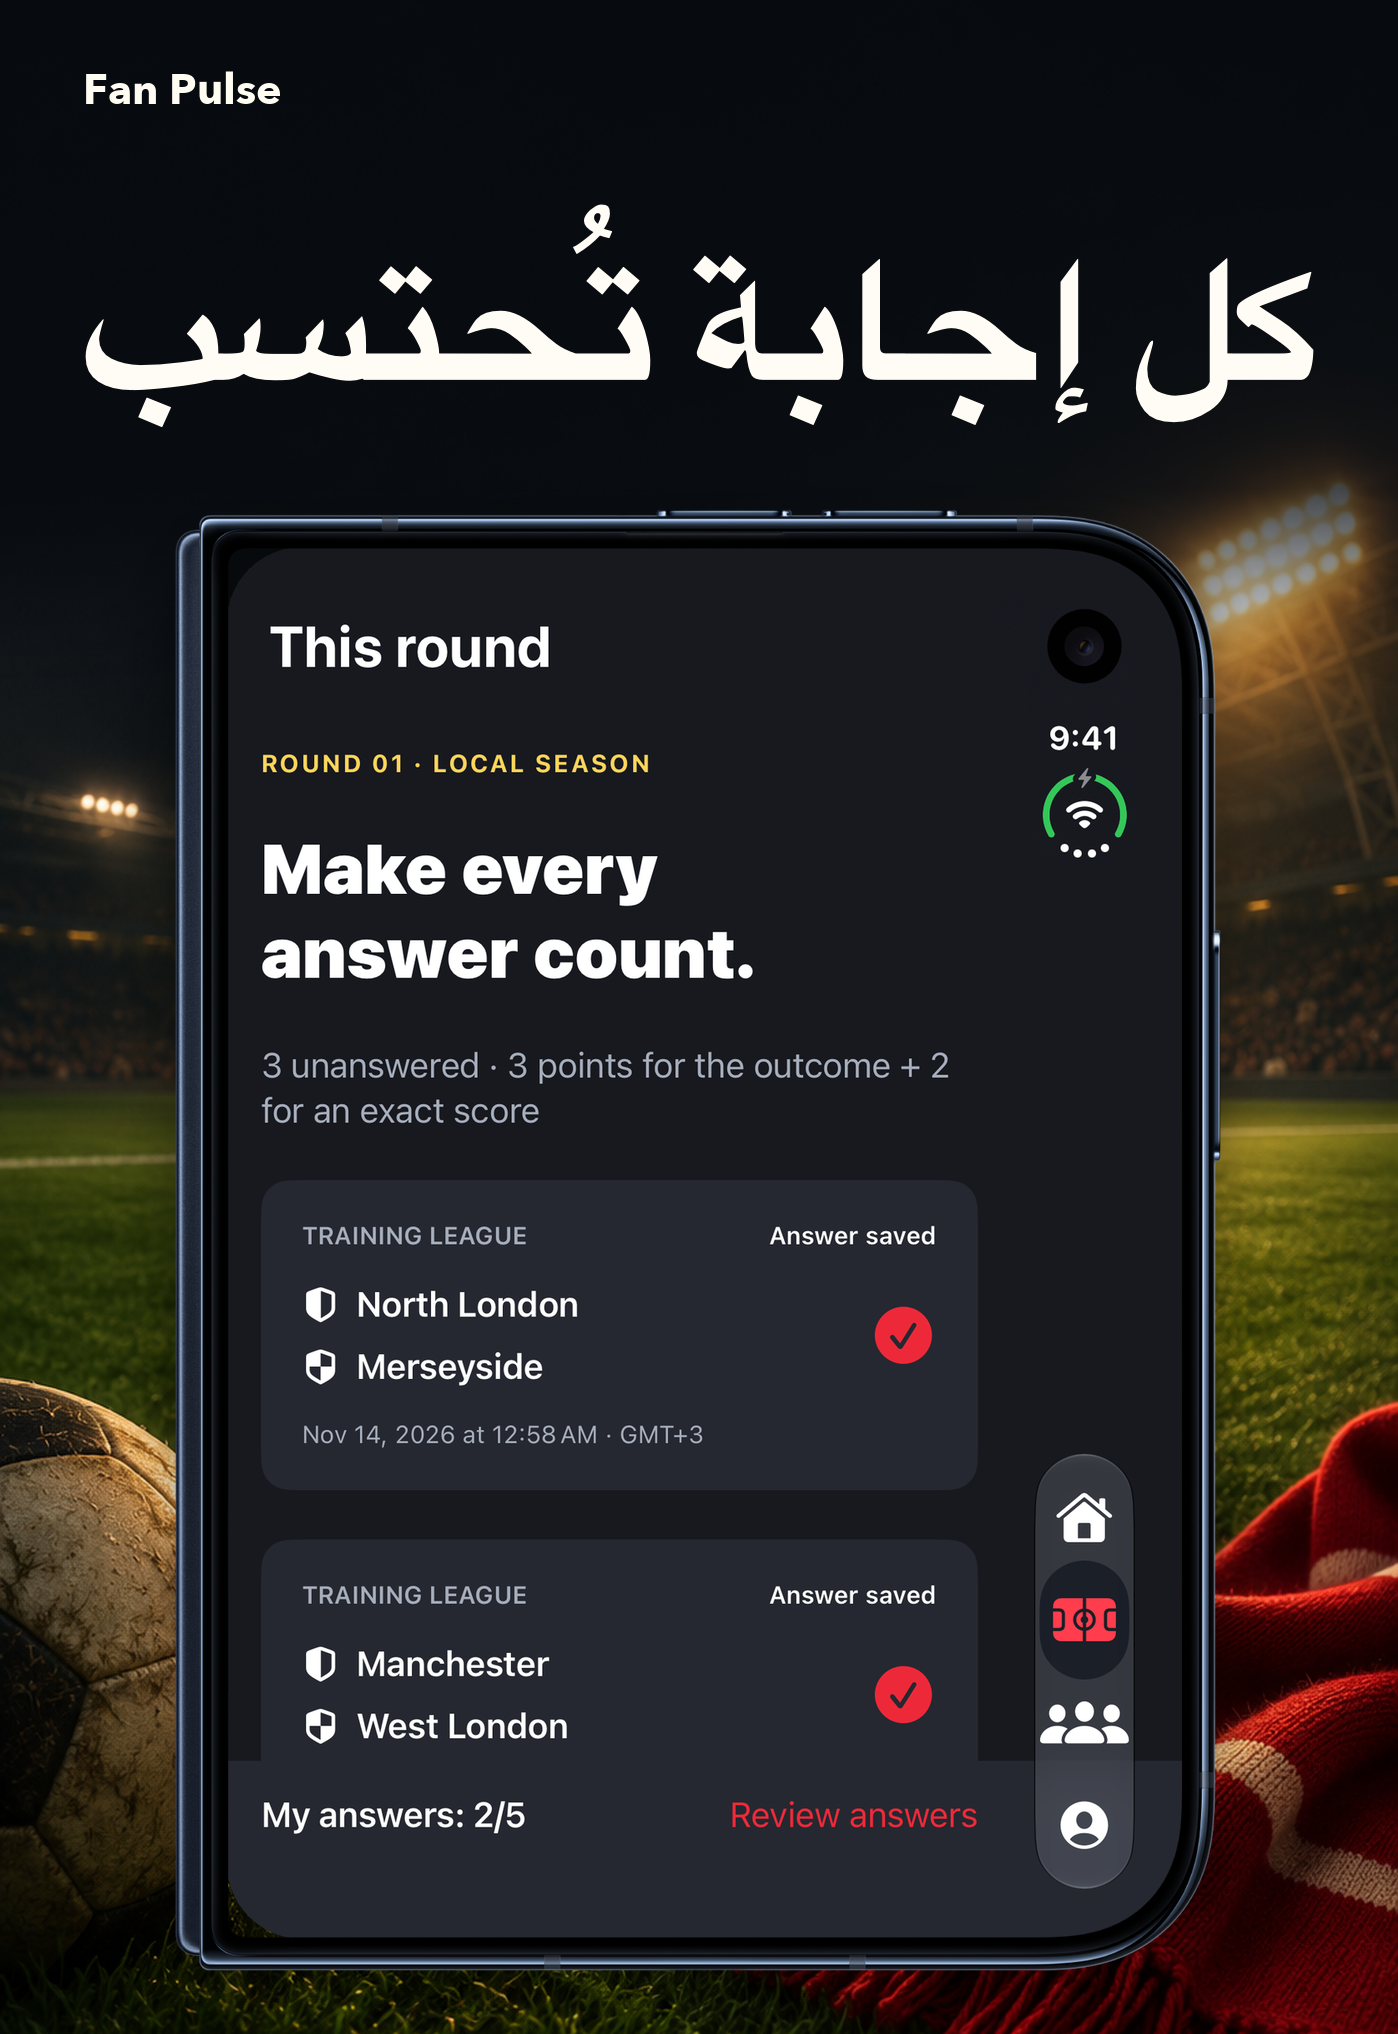 Fan Pulse
كل إجابة تُحتسب
This round
9:41
ROUND 01 · LOCAL SEASON
Make every
answer count.
3 unanswered · 3 points for the outcome + 2
for an exact score
TRAINING LEAGUE
Answer saved
North London
Merseyside
Nov 14, 2026 at 12:58 AM · GMT+3
TRAINING LEAGUE
Answer saved
Manchester
West London
My answers: 2/5
Review answers